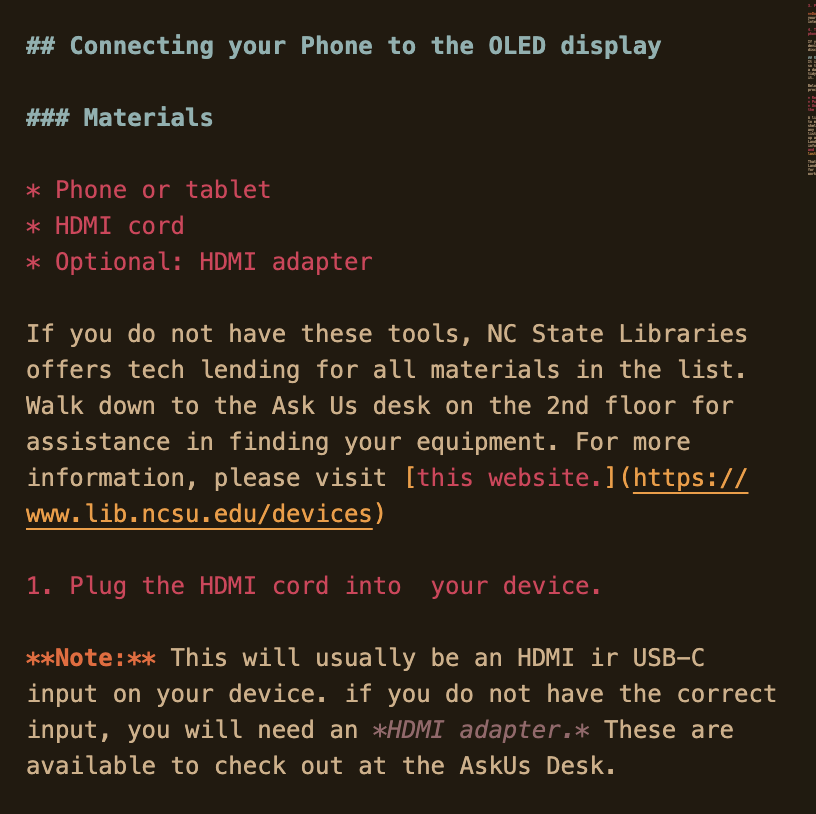 ## Connecting your Phone to the OLED display
### Materials
* Phone or tablet
* HDMI cord
* Optional: HDMI adapter
If you do not have these tools, NC State Libraries
offers tech lending for all materials in the list.
Walk down to the Ask Us desk on the 2nd floor for
assistance in finding your equipment. For more
information, please visit [this website.](https://
www.lib.ncsu.edu/devices)
1. Plug the HDMI cord into  your device.
**Note:** This will usually be an HDMI ir USB-C
input on your device. if you do not have the correct
input, you will need an *HDMI adapter.* These are
available to check out at the AskUs Desk.